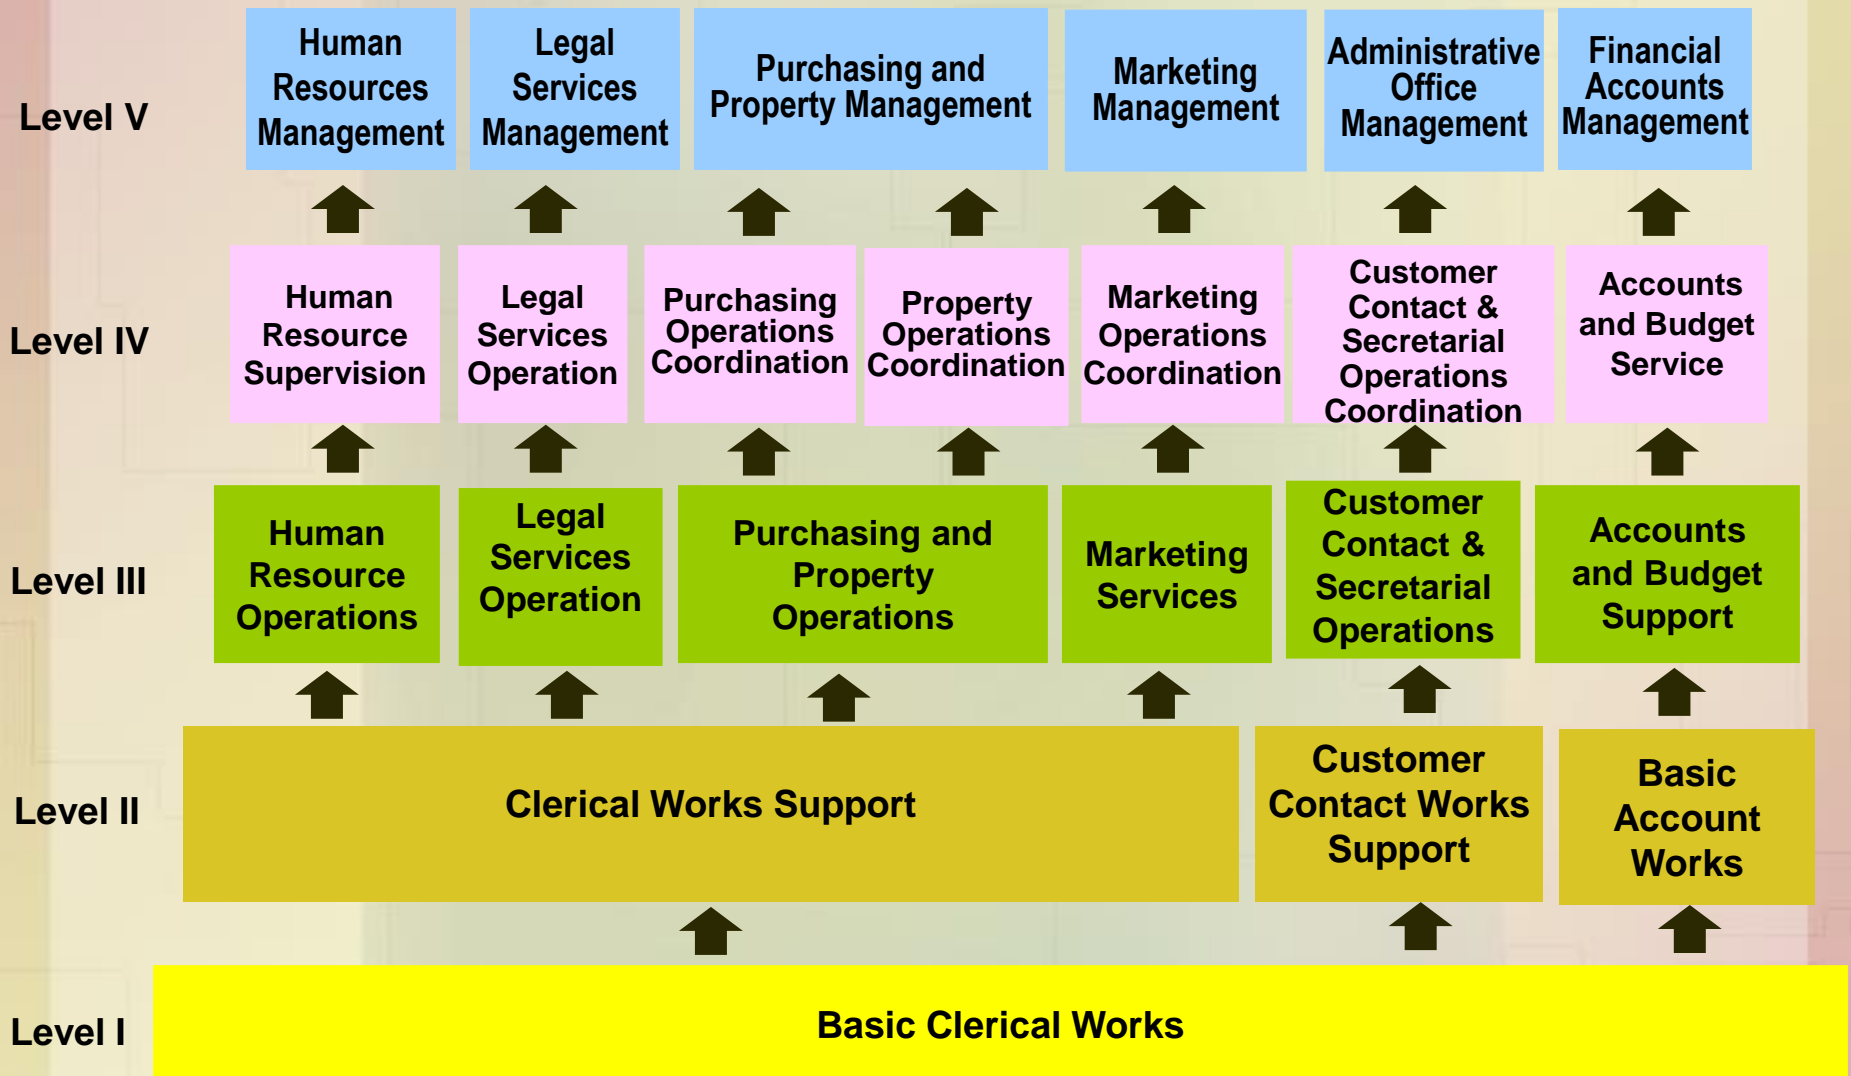 Level V
Human
Resources
Management
Legal
Services
Management
Purchasing and
Property Management
Marketing
Management
Administrative
Office
Management
Financial
Accounts
Management
Level IV
Human
Resource
Supervision
Legal
Services
Operation
Purchasing
Operations
Coordination
Property
Operations
Coordination
Marketing
Operations
Coordination
Customer
Contact &
Secretarial
Operations
Coordination
Accounts
and Budget
Service
Level III
Human
Resource
Operations
Legal
Services
Operation
Purchasing and
Property
Operations
Marketing
Services
Customer
Contact &
Secretarial
Operations
Accounts
and Budget
Support
Level II
Clerical Works Support
Customer
Contact Works
Support
Basic
Account
Works
Level I
Basic Clerical Works